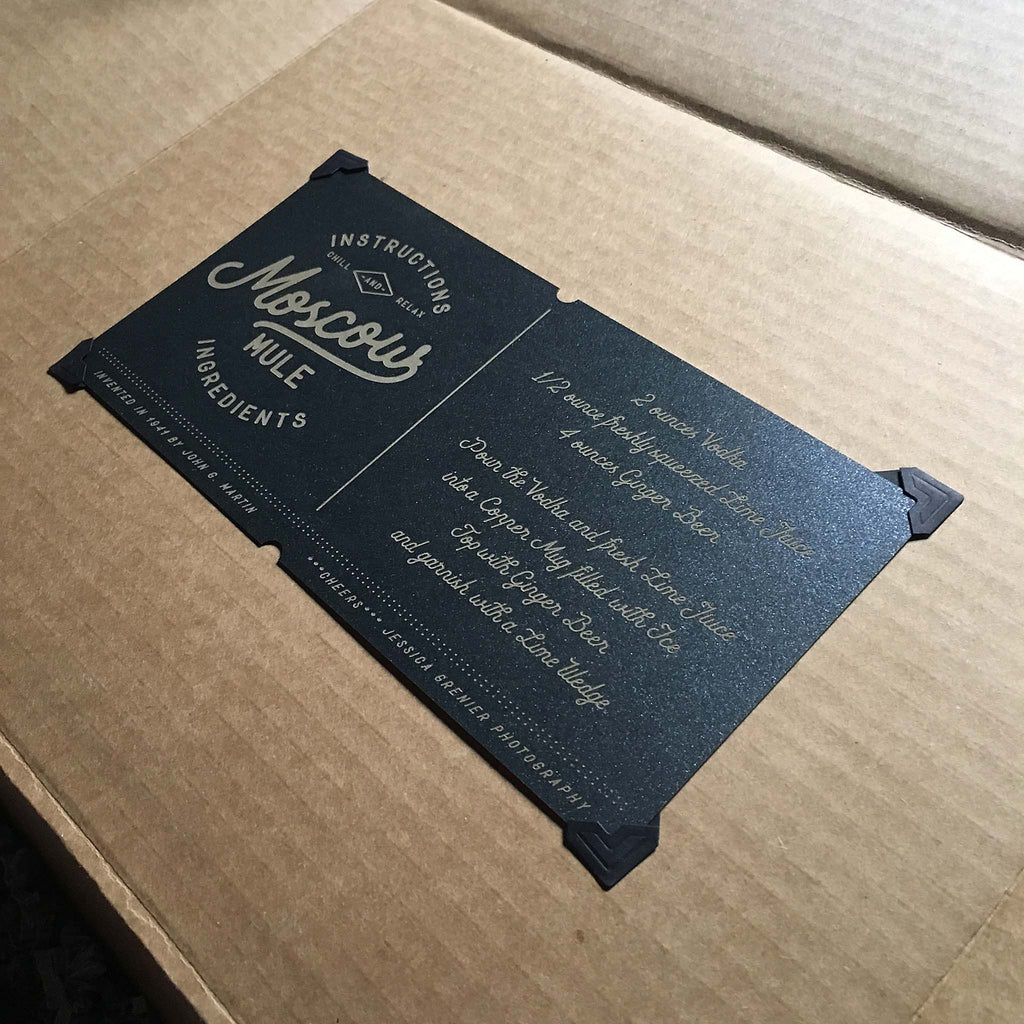 INSTRUCTIONS
CHILL -AND- RELAX
Moscow
MULE
INGREDIENTS
INVENTED IN 1941 BY JOHN G. MARTIN
2 ounces Vodka
1/2 ounce freshly squeezed Lime Juice
4 ounces Ginger Beer
Pour the Vodka and fresh Lime Juice
into a Copper Mug filled with Ice
Top with Ginger Beer
and garnish with a Lime Wedge
•••CHEERS••• JESSICA GRENIER PHOTOGRAPHY